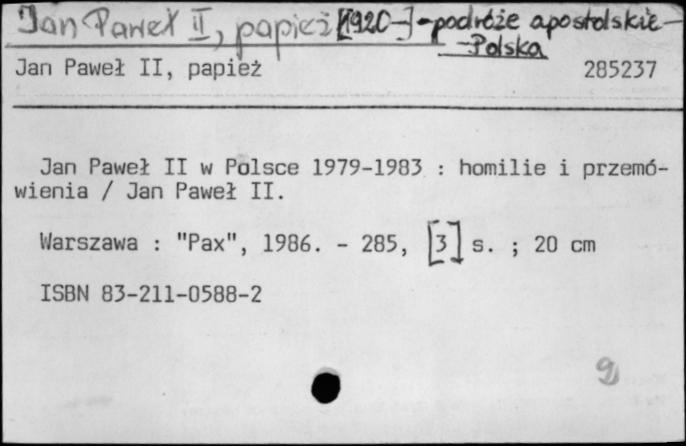 Jan Paweł II, papież [1920-] - podróże apostolskie -
- Polska
Jan Paweł II, papież 285237
Jan Paweł II w Polsce 1979-1983 : homilie i przemó-
wienia / Jan Paweł II.
Warszawa : "Pax", 1986. - 285, [3] s. ; 20 cm
ISBN 83-211-0588-2